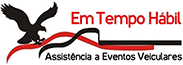 Em Tempo Hábil
Assistência a Eventos Veiculares